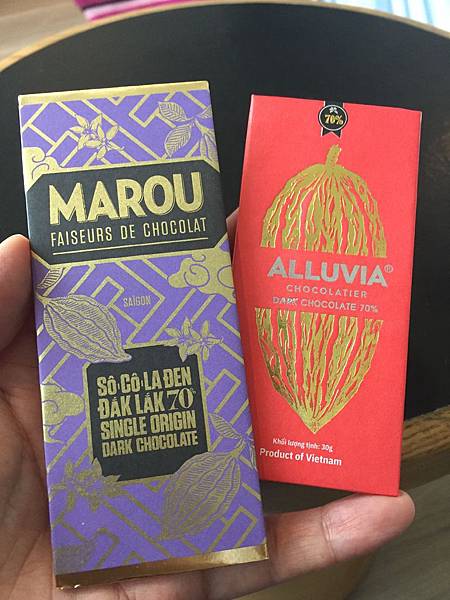 MAROU
FAISEURS DE CHOCOLAT
SAIGON
SÔ·CÔ·LA ĐEN
ĐẮK LẮK 70%
SINGLE ORIGIN
DARK CHOCOLATE
70%
ALLUVIA®
CHOCOLATIER
DARK CHOCOLATE 70%
Khối lượng tịnh: 30g
Product of Vietnam